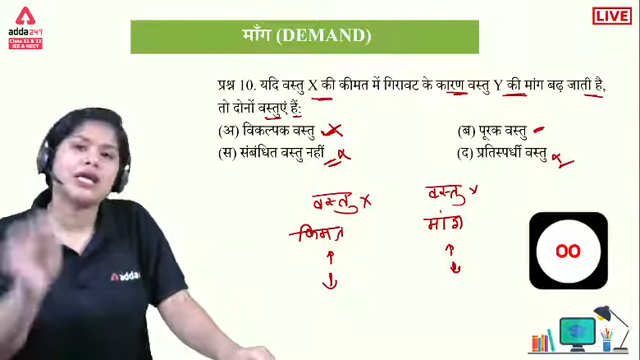 adda247
Class 11 & 12
JEE & NEET
माँग (DEMAND)
LIVE
प्रश्न 10. यदि वस्तु X की कीमत में गिरावट के कारण वस्तु Y की मांग बढ़ जाती है,
तो दोनों वस्तुएं हैं:
(अ) विकल्पक वस्तु
(ब) पूरक वस्तु
(स) संबंधित वस्तु नहीं
(द) प्रतिस्पर्धी वस्तु
वस्तु x
वस्तु x
किमत
मांग
00
adda